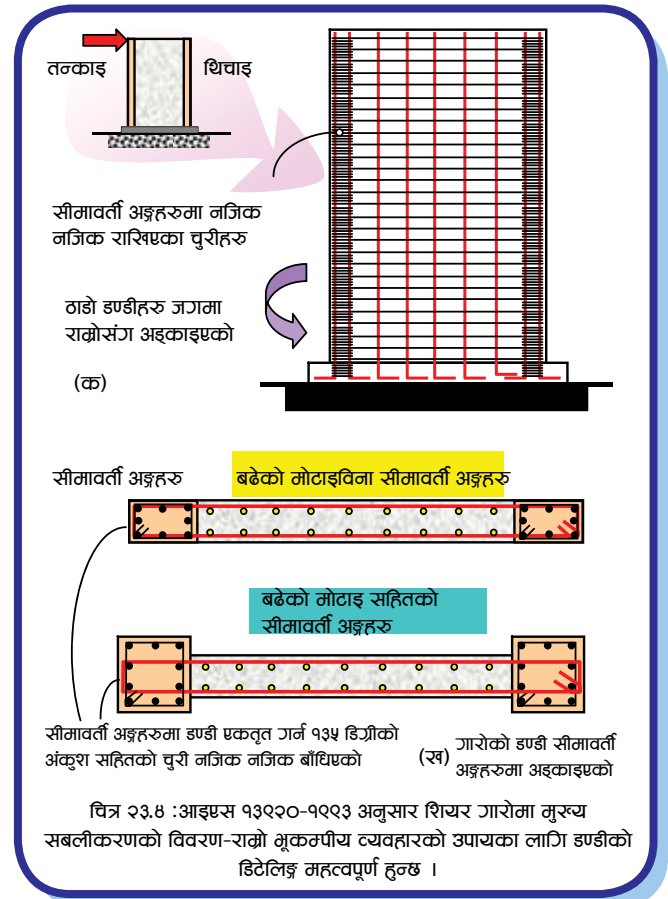 तन्काइ
थिचाइ
सीमावर्ती अङ्गहरुमा नजिक
नजिक राखिएका चुरीहरु
ठाडो डण्डीहरु जगमा
राम्रोसंग अड्काइएको
(क)
सीमावर्ती अङ्गहरु
बढेको मोटाइविना सीमावर्ती अङ्गहरु
बढेको मोटाइ सहितको
सीमावर्ती अङ्गहरु
सीमावर्ती अङ्गहरुमा डण्डी एकतृत गर्न १३५ डिग्रीको
अंकुश सहितको चुरी नजिक नजिक बाँधिएको
(ख) गारोको डण्डी सीमावर्ती
अङ्गहरुमा अड्काइएको
चित्र २३.४ :आइएस १३९२०-१९९३ अनुसार शियर गारोमा मुख्य
सबलीकरणको विवरण-राम्रो भूकम्पीय व्यवहारको उपायका लागि डण्डीको
डिटेलिङ्ग महत्वपूर्ण हुन्छ ।